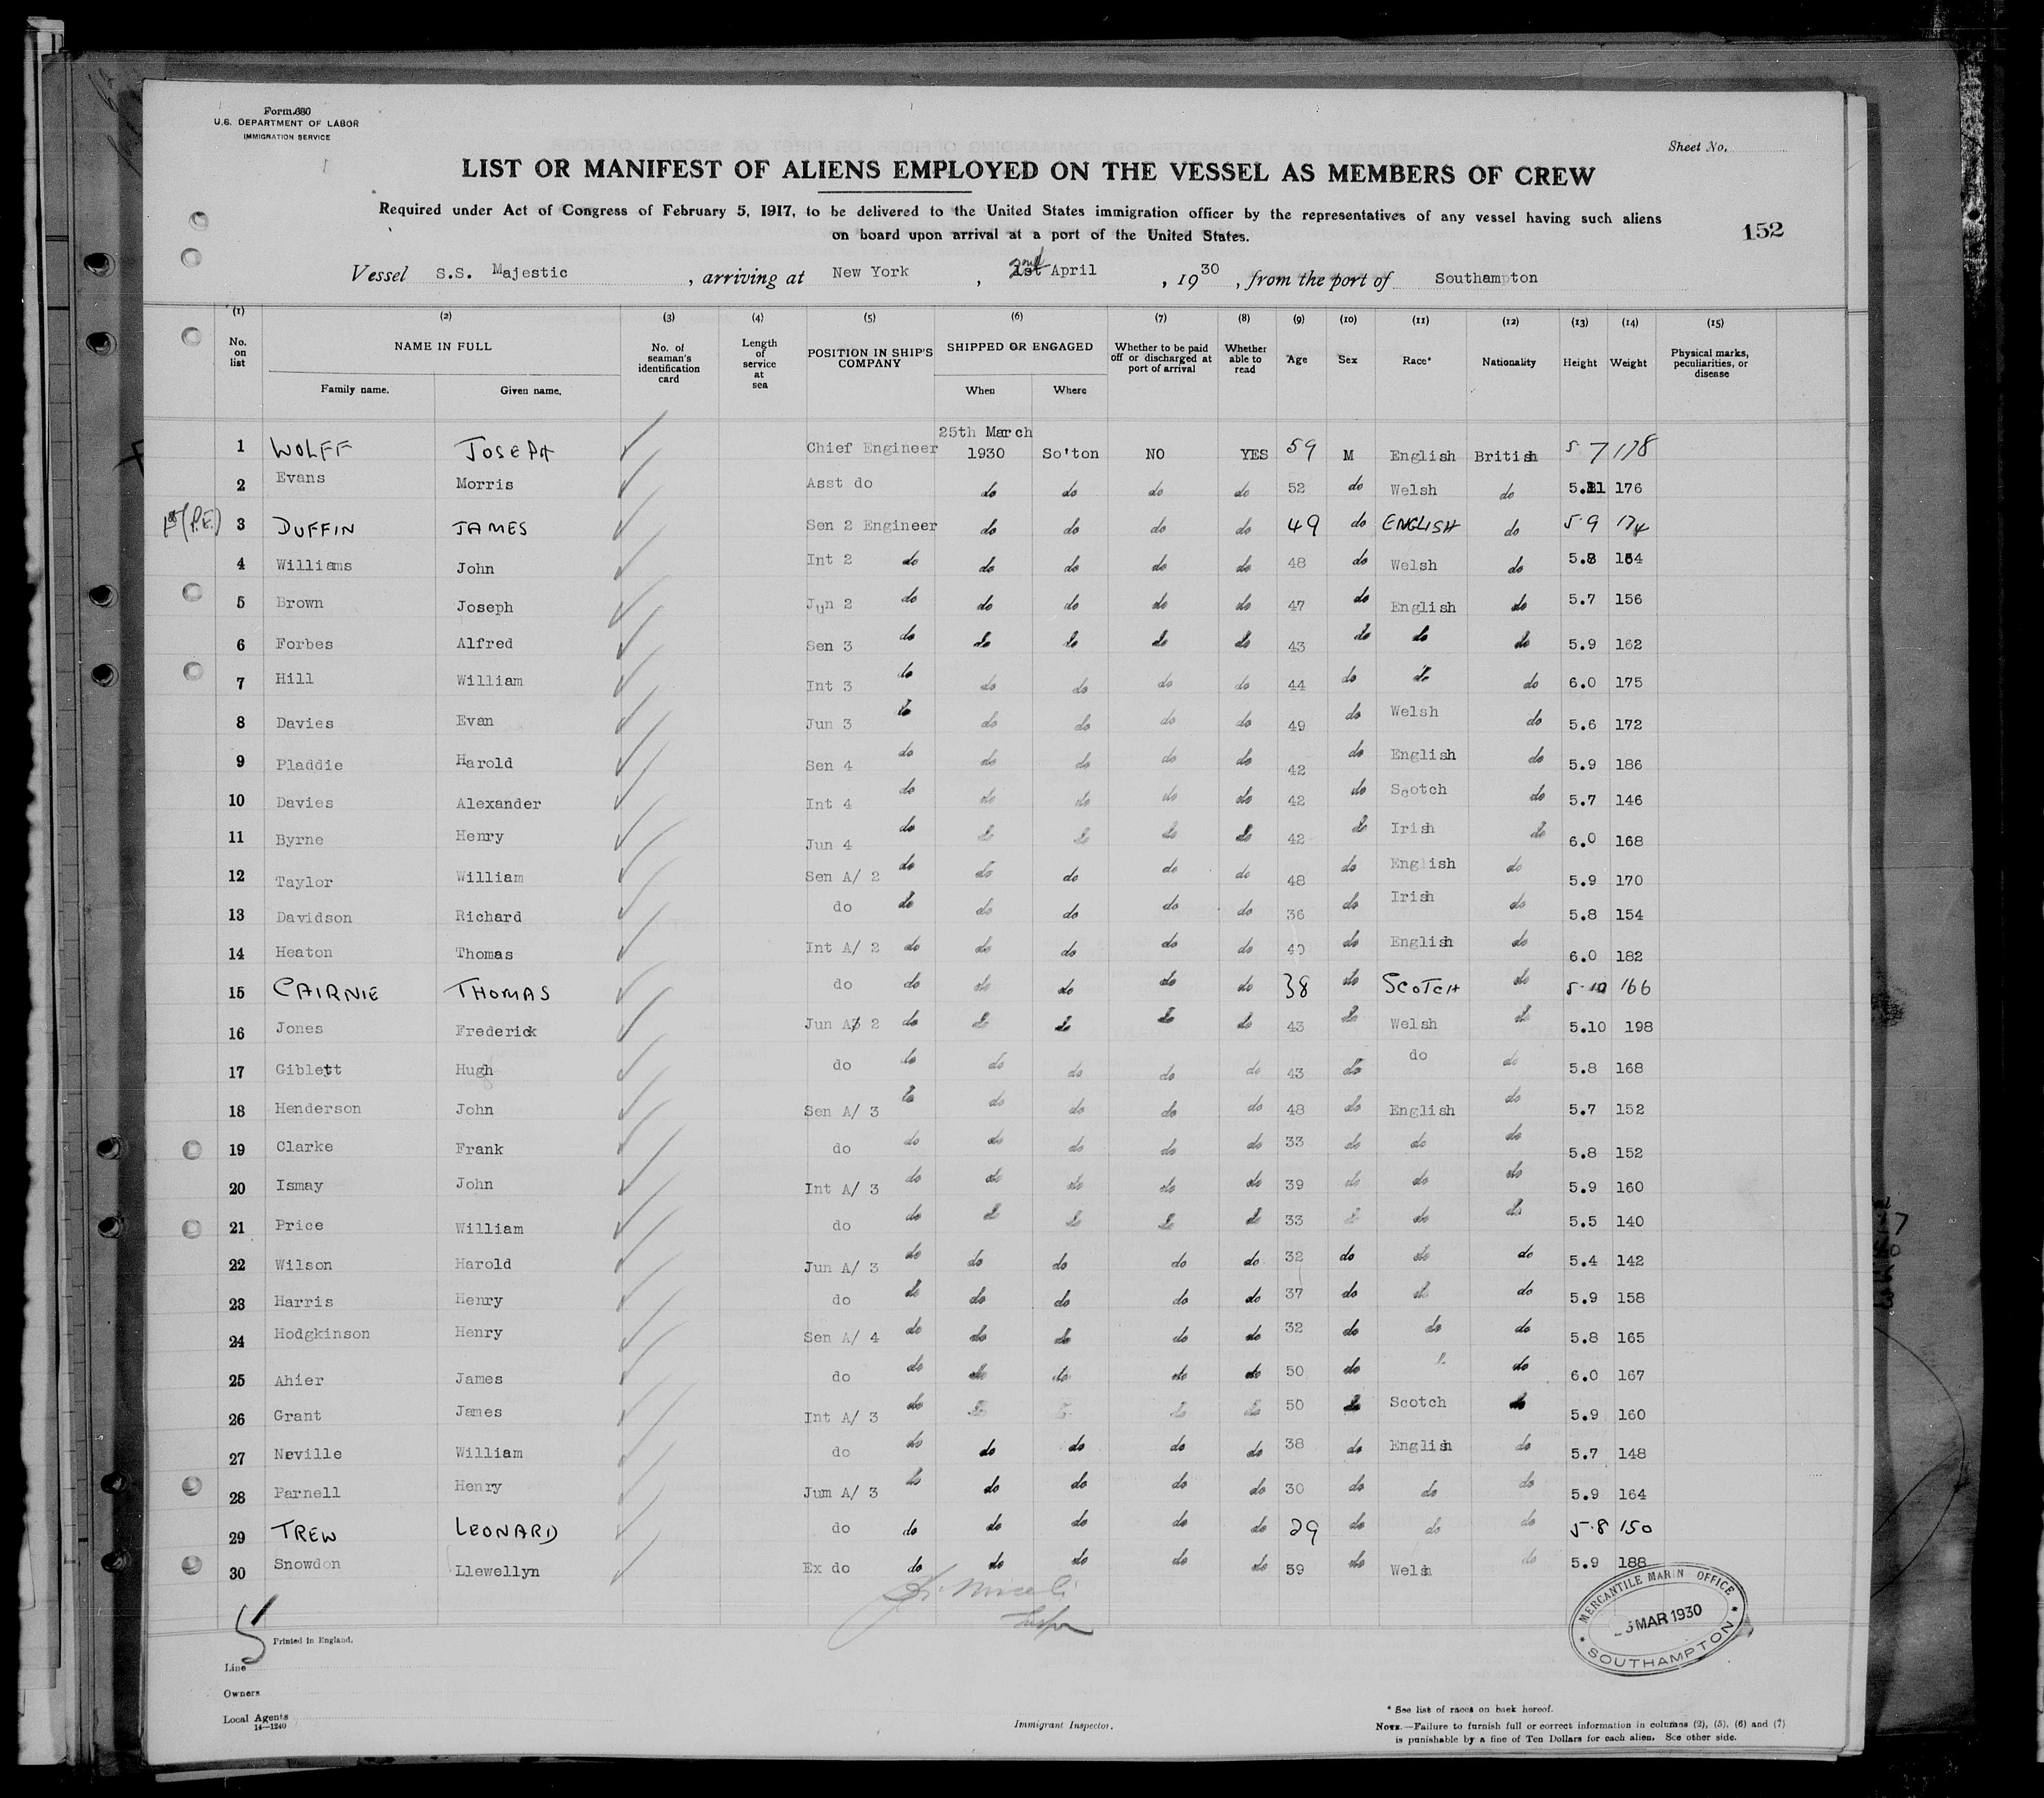 Form 680
U.S. DEPARTMENT OF LABOR
IMMIGRATION SERVICE
Sheet No.
LIST OR MANIFEST OF ALIENS EMPLOYED ON THE VESSEL AS MEMBERS OF CREW
Required under Act of Congress of February 5, 1917, to be delivered to the United States immigration officer by the representatives of any vessel having such aliens
on board upon arrival at a port of the United States.
152
Vessel S.S. Majestic , arriving at New York , 2nd April , 1930 , from the port of Southampton
(1) (2) (3) (4) (5) (6) (7) (8) (9) (10) (11) (12) (13) (14) (15)
No. on list NAME IN FULL Family name. Given name. No. of seaman's identification card Length of service at sea POSITION IN SHIP'S COMPANY SHIPPED OR ENGAGED When Where Whether to be paid off or discharged at port of arrival Whether able to read Age Sex Race* Nationality Height Weight Physical marks, peculiarities, or disease
1 WOLFF JOSEPH Chief Engineer 25th March 1930 So'ton NO YES 59 M English British 5 7 178
2 Evans Morris Asst do do do do do 52 do Welsh do 5.11 176
1st (P.E.) 3 DUFFIN JAMES Sen 2 Engineer do do do do 49 do ENGLISH do 5.9 174
4 Williams John Int 2 do do do do do 48 do Welsh do 5.8 164
5 Brown Joseph Jun 2 do do do do do 47 do English do 5.7 156
6 Forbes Alfred Sen 3 do do do do do 43 do do do 5.9 162
7 Hill William Int 3 do do do do do 44 do do do 6.0 175
8 Davies Evan Jun 3 do do do do do 49 do Welsh do 5.6 172
9 Pladdie Harold Sen 4 do do do do do 42 do English do 5.9 186
10 Davies Alexander Int 4 do do do do do 42 do Scotch do 5.7 146
11 Byrne Henry Jun 4 do do do do do 42 do Irish do 6.0 168
12 Taylor William Sen A/ 2 do do do do do 48 do English do 5.9 170
13 Davidson Richard do do do do do do 36 do Irish do 5.8 154
14 Heaton Thomas Int A/ 2 do do do do do 40 do English do 6.0 182
15 CAIRNIE THOMAS do do do do do do 38 do SCOTCH do 5.10 166
16 Jones Frederick Jun A/ 2 do do do do do 43 do Welsh do 5.10 198
17 Giblett Hugh do do do do do do 43 do do do 5.8 168
18 Henderson John Sen A/ 3 do do do do do 48 do English do 5.7 152
19 Clarke Frank do do do do do do 33 do do do 5.8 152
20 Ismay John Int A/ 3 do do do do do 39 do do do 5.9 160
21 Price William do do do do do do 33 do do do 5.5 140
22 Wilson Harold Jun A/ 3 do do do do do 32 do do do 5.4 142
23 Harris Henry do do do do do do 37 do do do 5.9 158
24 Hodgkinson Henry Sen A/ 4 do do do do do 32 do do do 5.8 165
25 Ahier James do do do do do do 50 do do 6.0 167
26 Grant James Int A/ 3 do do do do do 50 do Scotch do 5.9 160
27 Neville William do do do do do do 38 do English do 5.7 148
28 Parnell Henry Jum A/ 3 do do do do do 30 do do do 5.9 164
29 TREW LEONARD do do do do do do 29 do do do 5.8 150
30 Snowdon Llewellyn Ex do do do do do do 59 do Welsh do 5.9 188
MERCANTILE MARINE OFFICE
MAR 1930
SOUTHAMPTON
5
Printed in England.
Line
Owners
Local Agents
14—1240
Immigrant Inspector.
* See list of races on back hereof.
NOTE.—Failure to furnish full or correct information in columns (2), (5), (6) and (7)
is punishable by a fine of Ten Dollars for each alien. See other side.